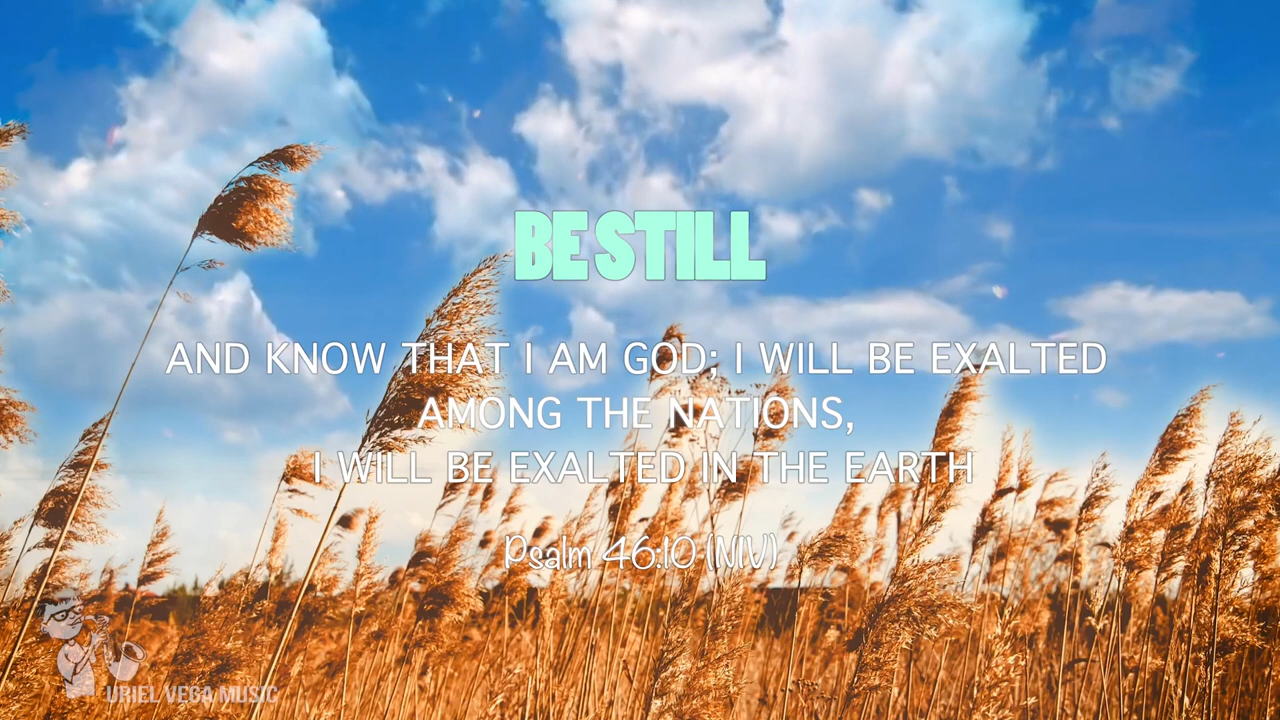 BE STILL
AND KNOW THAT I AM GOD; I WILL BE EXALTED
AMONG THE NATIONS,
I WILL BE EXALTED IN THE EARTH
Psalm 46:10 (NIV)
URIEL VEGA MUSIC